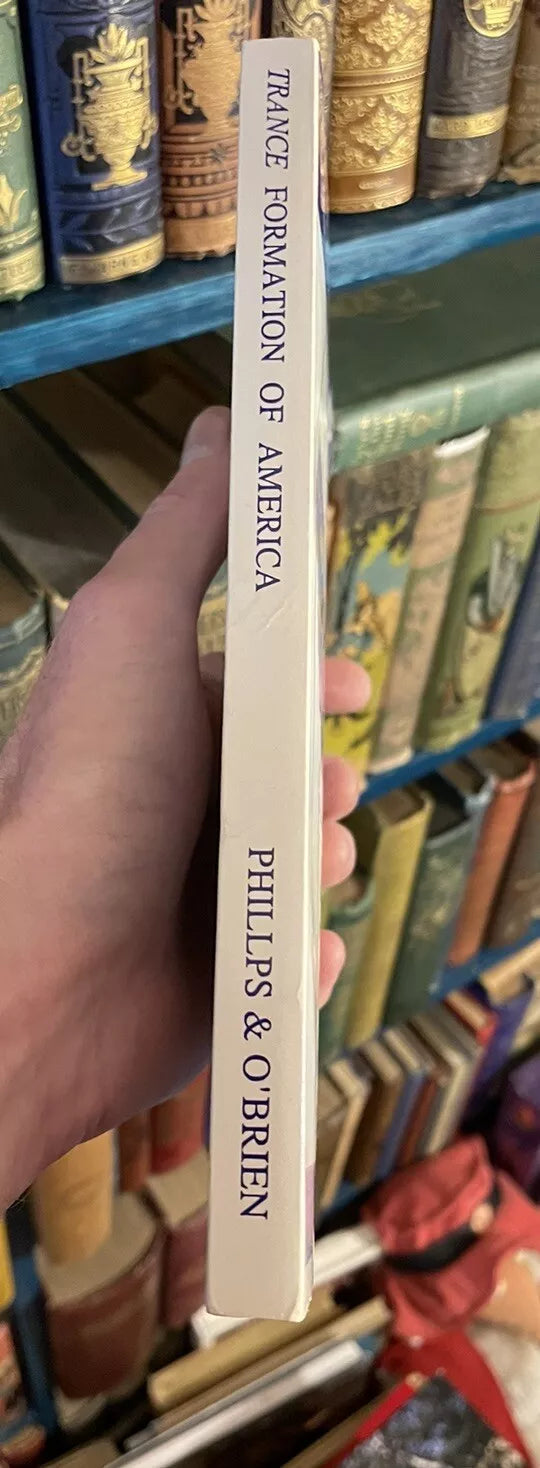 TRANCE FORMATION OF AMERICA
PHILLPS & O'BRIEN